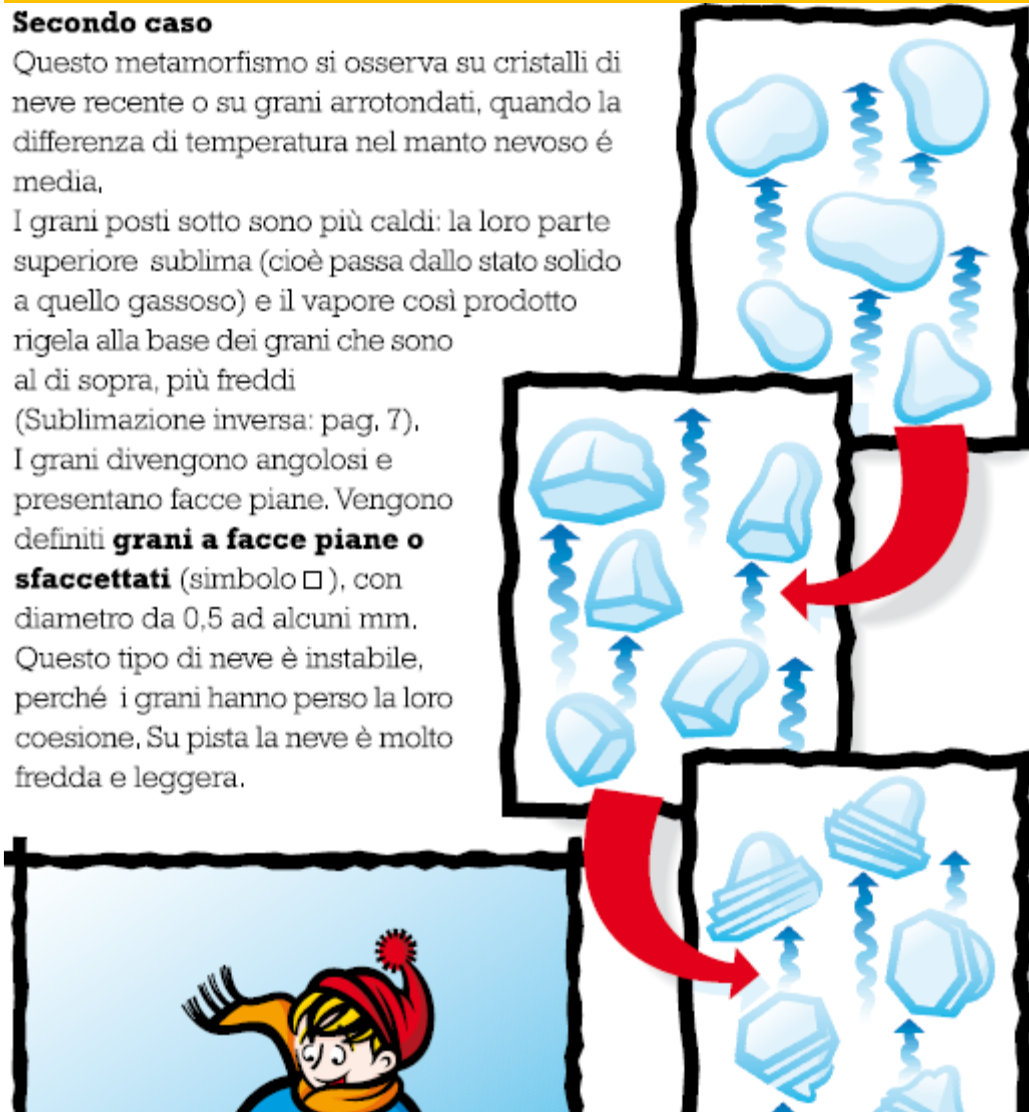 Secondo caso
Questo metamorfismo si osserva su cristalli di
neve recente o su grani arrotondati, quando la
differenza di temperatura nel manto nevoso é
media.
I grani posti sotto sono più caldi: la loro parte
superiore sublima (cioè passa dallo stato solido
a quello gassoso) e il vapore così prodotto
rigela alla base dei grani che sono
al di sopra, più freddi
(Sublimazione inversa: pag. 7).
I grani divengono angolosi e
presentano facce piane. Vengono
definiti grani a facce piane o
sfaccettati (simbolo □), con
diametro da 0,5 ad alcuni mm.
Questo tipo di neve è instabile,
perché i grani hanno perso la loro
coesione. Su pista la neve è molto
fredda e leggera.